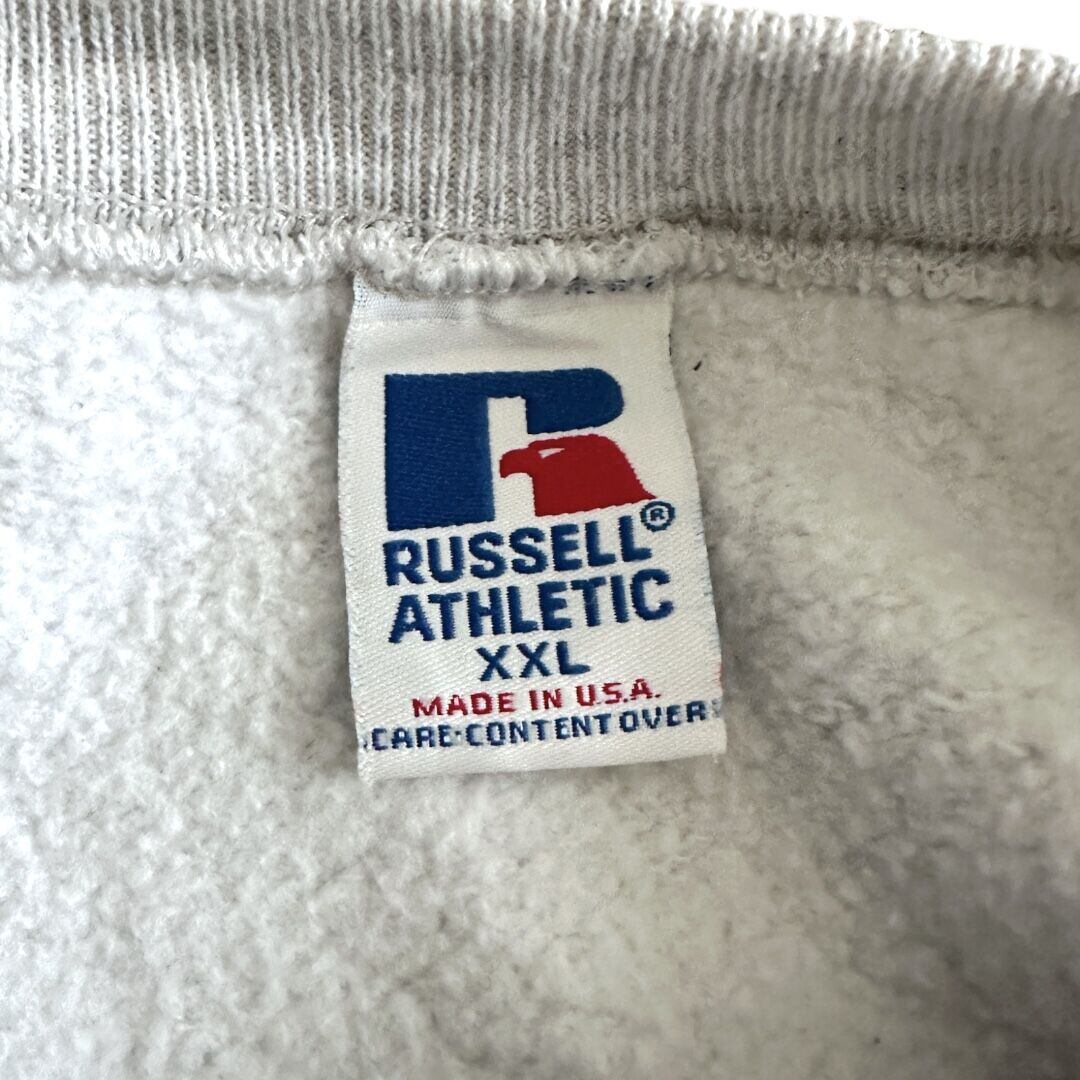 RUSSELL®
ATHLETIC
XXL
MADE IN U.S.A.
CARE·CONTENT OVER